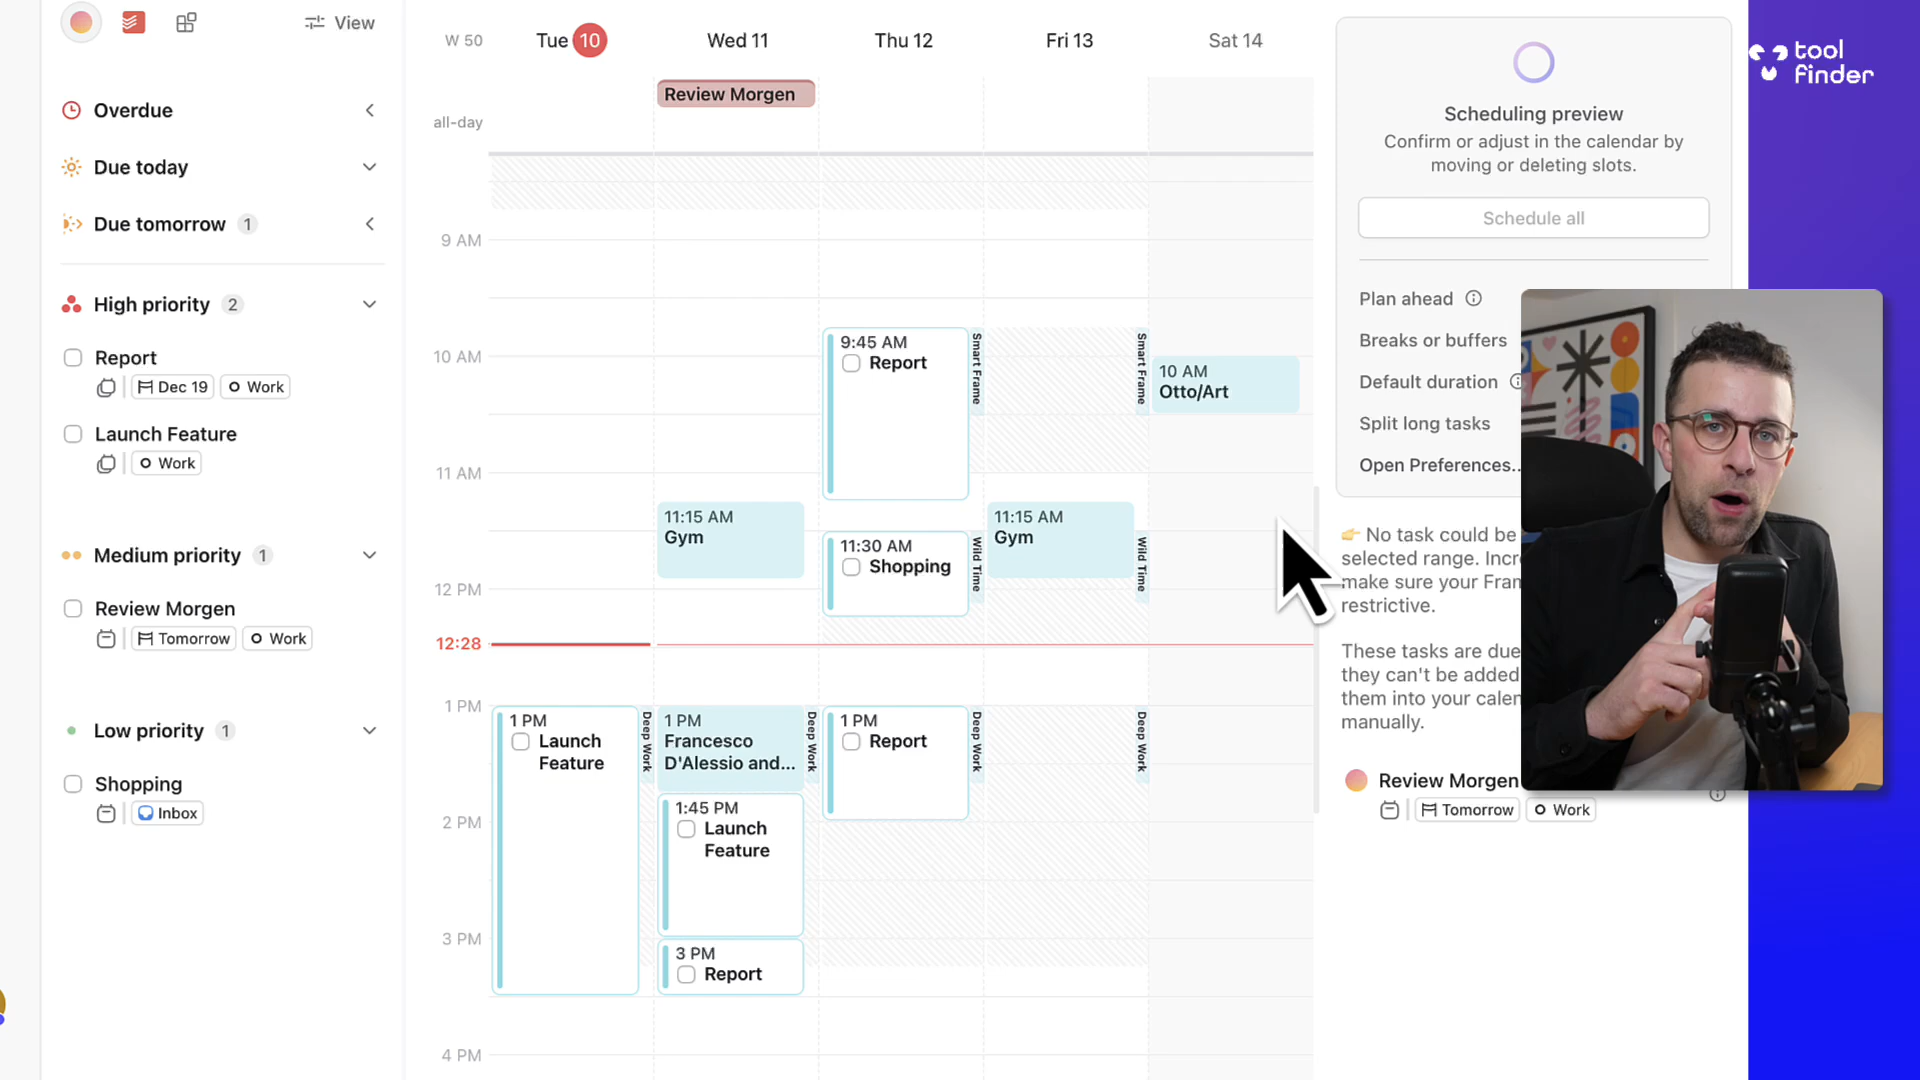 View
Overdue
Due today
Due tomorrow 1
High priority 2
Report
Dec 19 Work
Launch Feature
Work
Medium priority 1
Review Morgen
Tomorrow Work
Low priority 1
Shopping
Inbox
W 50
Tue 10
Wed 11
Thu 12
Fri 13
Sat 14
all-day
Review Morgen
9 AM
10 AM
11 AM
12 PM
12:28
1 PM
2 PM
3 PM
4 PM
1 PM
Launch
Feature
Deep Work
11:15 AM
Gym
1 PM
Francesco
D'Alessio and...
Deep Work
1:45 PM
Launch
Feature
3 PM
Report
9:45 AM
Report
Smart Frame
11:30 AM
Shopping
Wild Time
1 PM
Report
Deep Work
Smart Frame
11:15 AM
Gym
Wild Time
Deep Work
10 AM
Otto/Art
Scheduling preview
Confirm or adjust in the calendar by
moving or deleting slots.
Schedule all
Plan ahead
Breaks or buffers
Default duration
Split long tasks
Open Preferences..
No task could be
selected range.
make sure your
restrictive.
These tasks are due
they can't be added
them into your
manually.
Review Morgen
Tomorrow Work
tool
finder